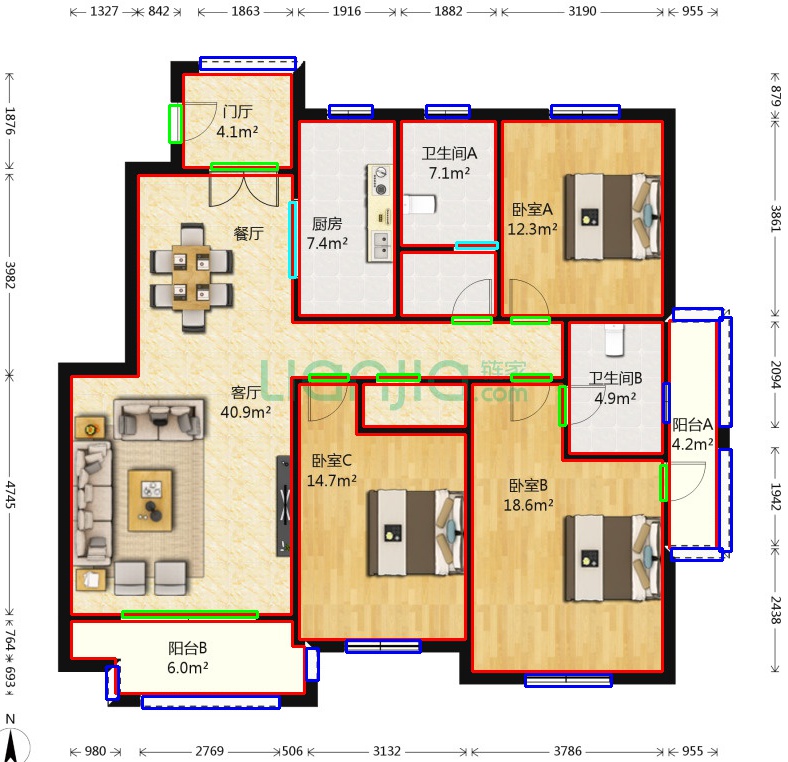 1327 842 1863 1916 1882 3190 955
879
1876
门厅
4.1m²
卫生间A
7.1m²
厨房
7.4m²
卧室A
12.3m²
3861
餐厅
3982
LIANJIA 链家
.com
客厅
40.9m²
卫生间B
4.9m²
2094
阳台A
4.2m²
卧室C
14.7m²
卧室B
18.6m²
4745
1942
2438
阳台B
6.0m²
764
693
N
980 2769 506 3132 3786 955